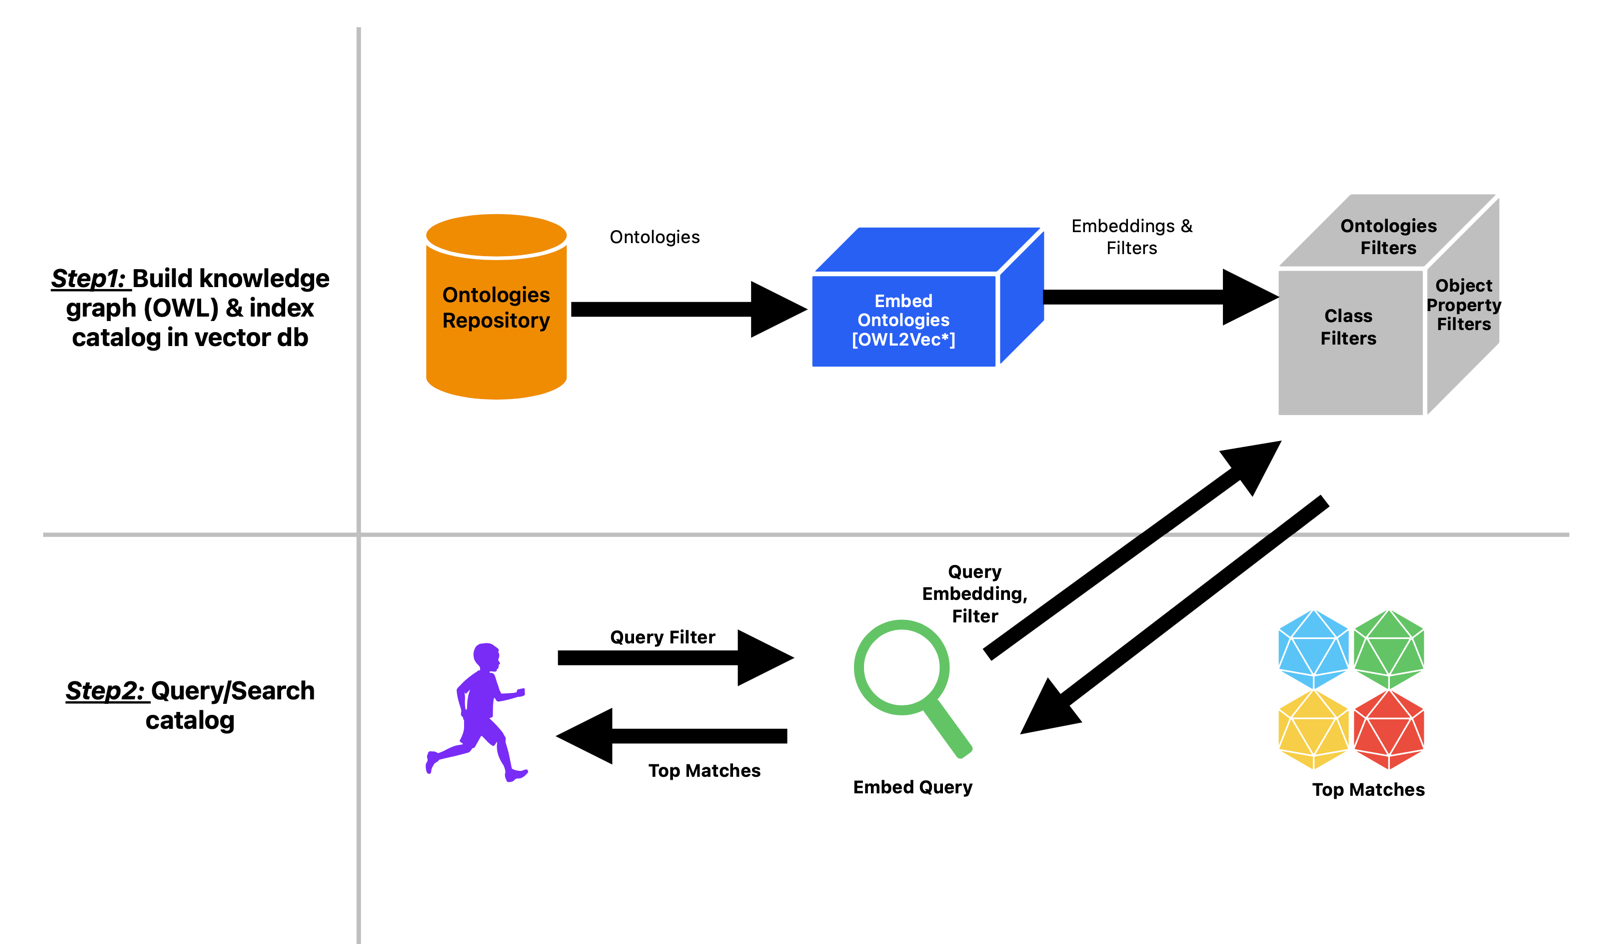 Step1: Build knowledge
graph (OWL) & index
catalog in vector db
Ontologies
Repository
Ontologies
Embed
Ontologies
[OWL2Vec*]
Embeddings &
Filters
Ontologies
Filters
Class
Filters
Object
Property
Filters
Step2: Query/Search
catalog
Query Filter
Top Matches
Query
Embedding,
Filter
Embed Query
Top Matches